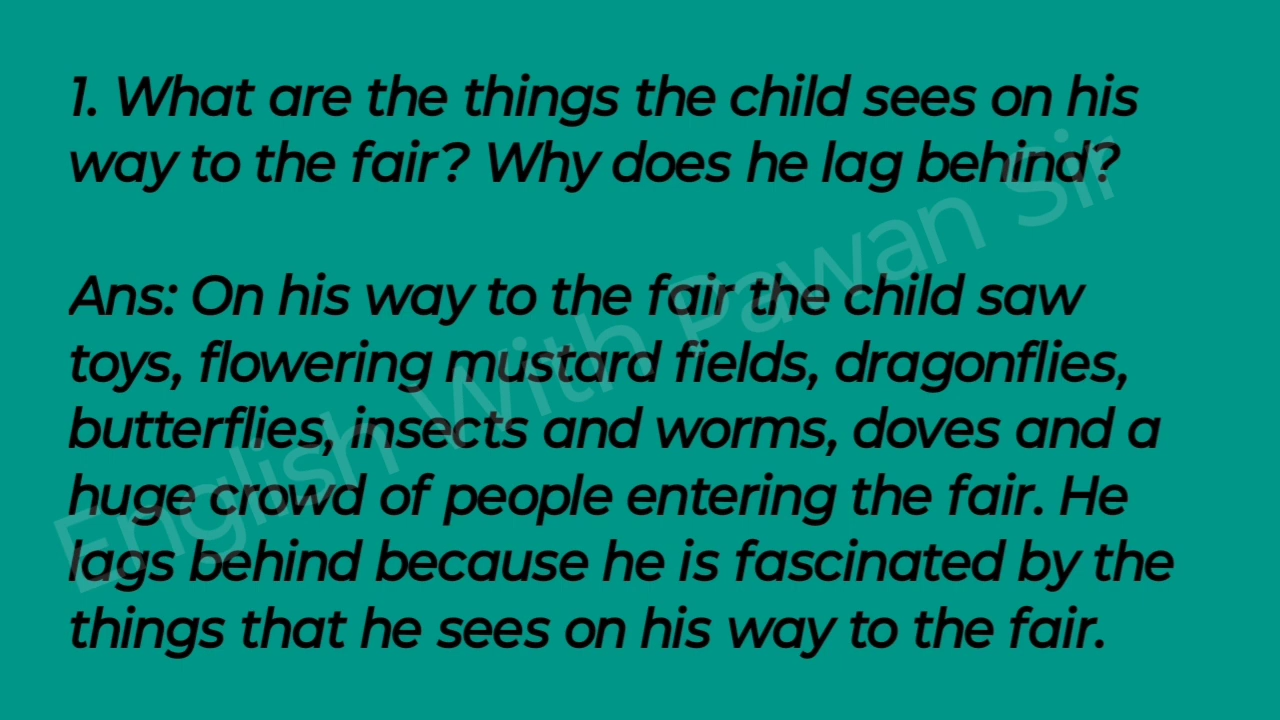 1. What are the things the child sees on his
way to the fair? Why does he lag behind?
Ans: On his way to the fair the child saw
toys, flowering mustard fields, dragonflies,
butterflies, insects and worms, doves and a
huge crowd of people entering the fair. He
lags behind because he is fascinated by the
things that he sees on his way to the fair.
English With Pawan Sir